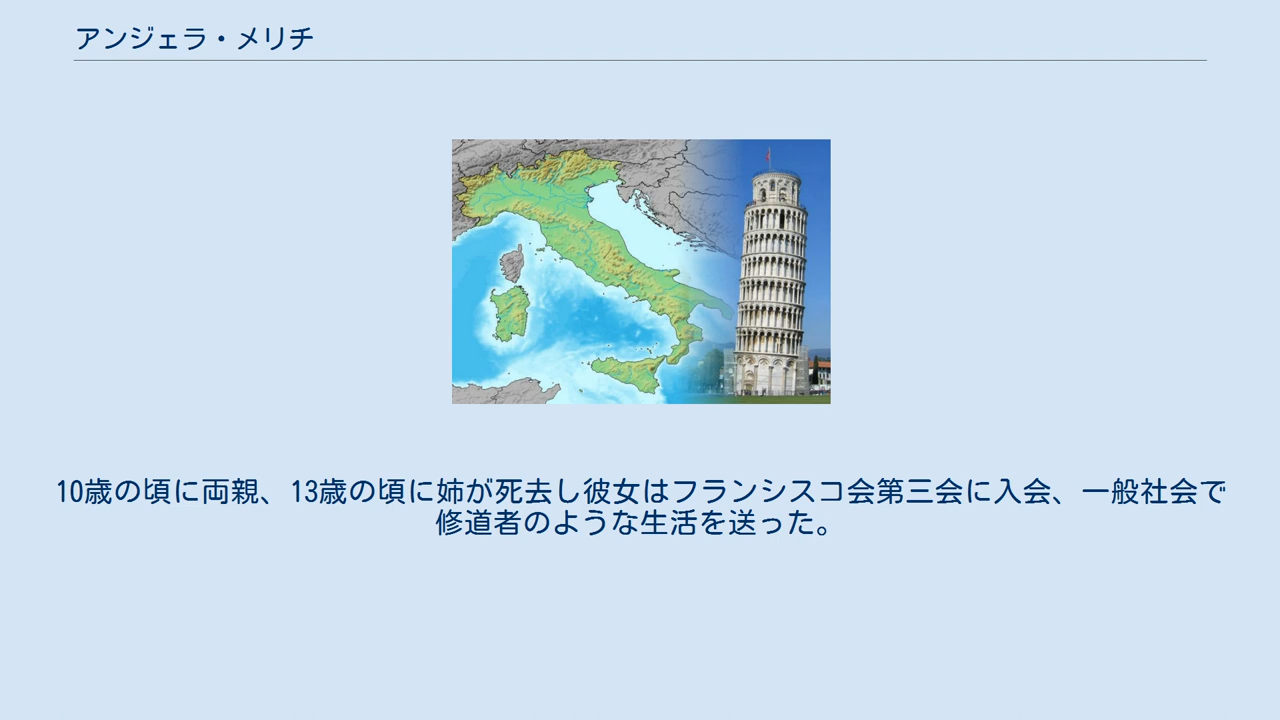 アンジェラ・メリチ
10歳の頃に両親、13歳の頃に姉が死去し彼女はフランシスコ会第三会に入会、一般社会で
修道者のような生活を送った。